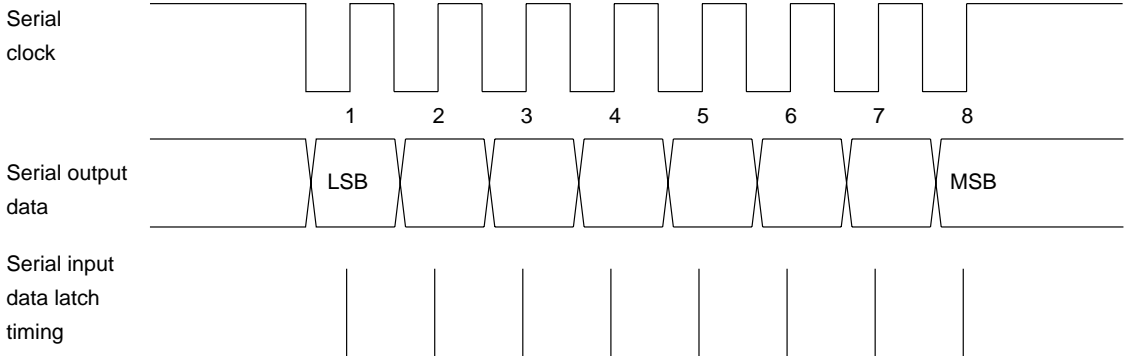 Serial
clock
1 2 3 4 5 6 7 8
Serial output
data
LSB
MSB
Serial input
data latch
timing